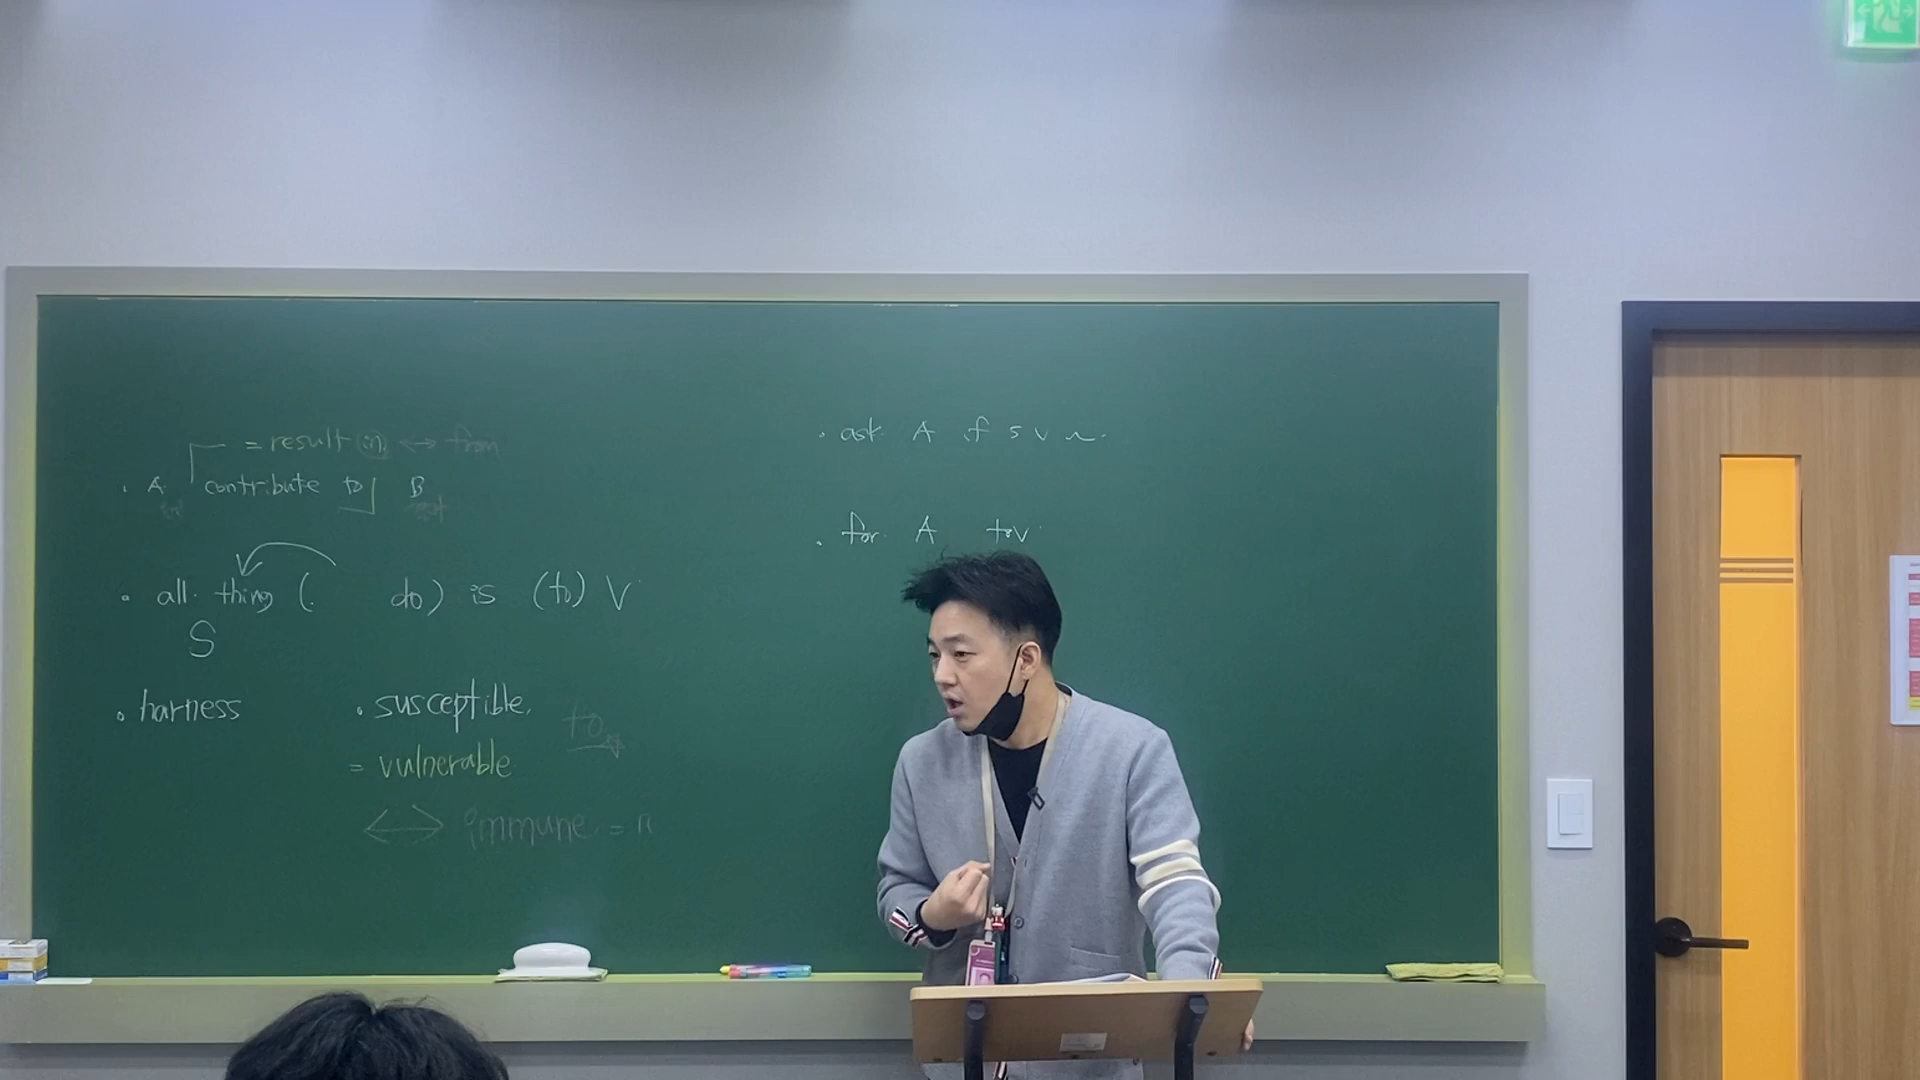 = result (in) ↔ from
• A contribute to B
• all thing ( do) is (to) V
S
• harness
• susceptible. to
= vulnerable
↔ immune =
• ask A if s v ~.
• for A to v